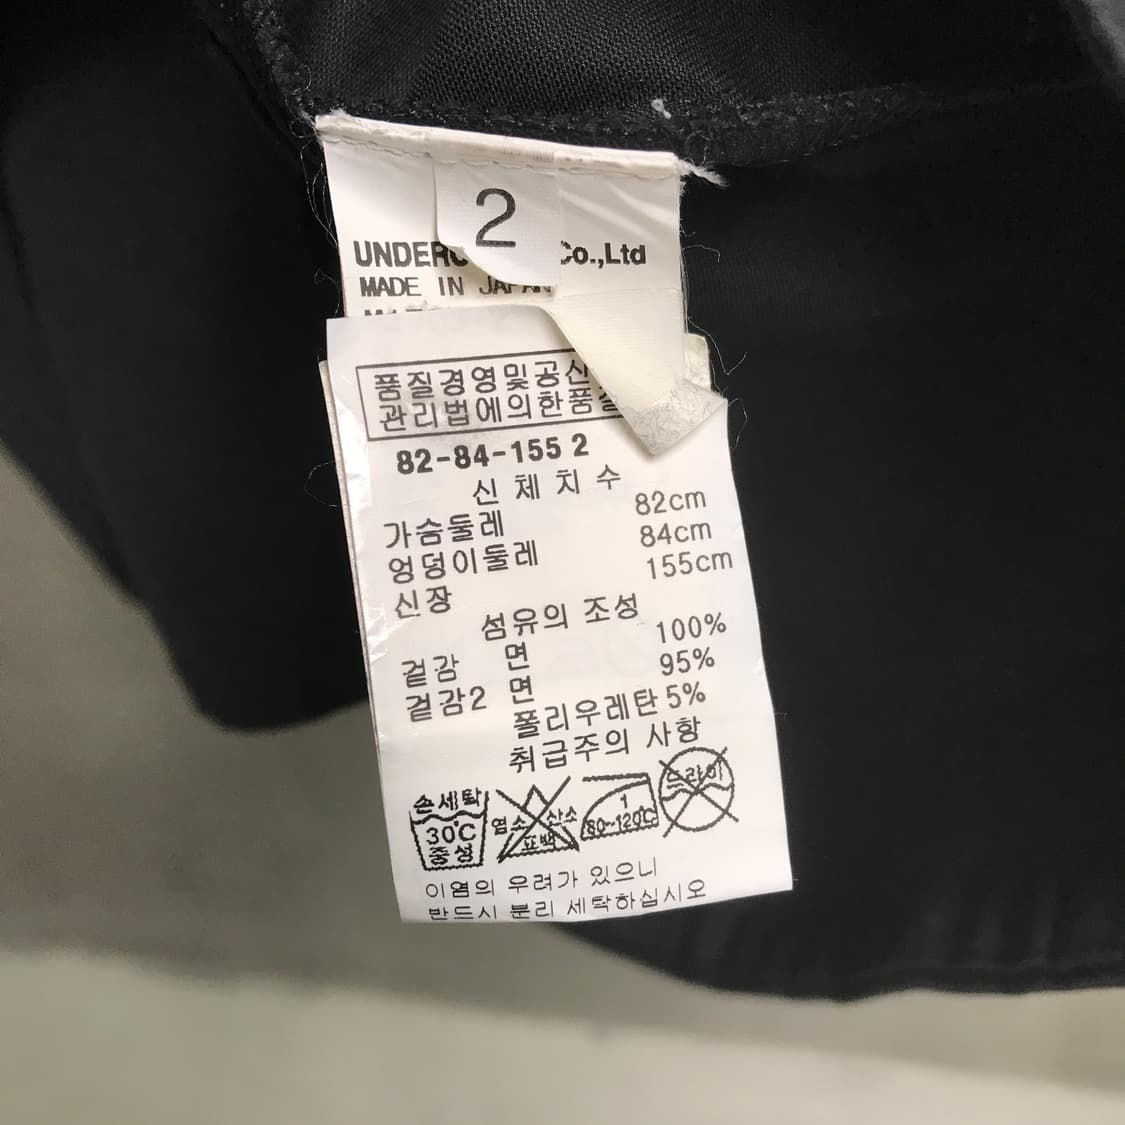 2
UNDERC Co.,Ltd
MADE IN JAPAN
품질경영및공산
관리법에의한품질
82-84-155 2
신체치수
가슴둘레 82cm
엉덩이둘레 84cm
신장 155cm
섬유의 조성
겉감 면 100%
겉감2 면 95%
폴리우레탄 5%
취급주의 사항
손세탁 30℃ 중성
염소 산소 표백
1 80~120℃
드라이
이염의 우려가 있으니
반드시 분리 세탁하십시오